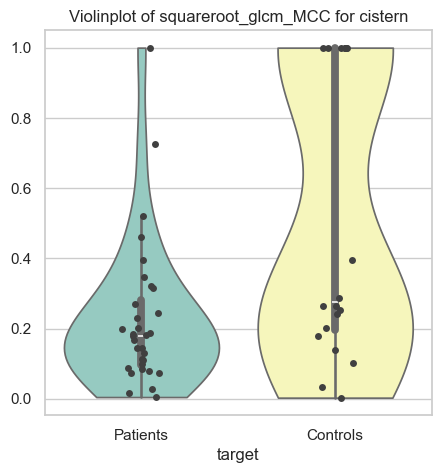 Violinplot of squareroot_glcm_MCC for cistern
1.0
0.8
0.6
0.4
0.2
0.0
Patients
Controls
target